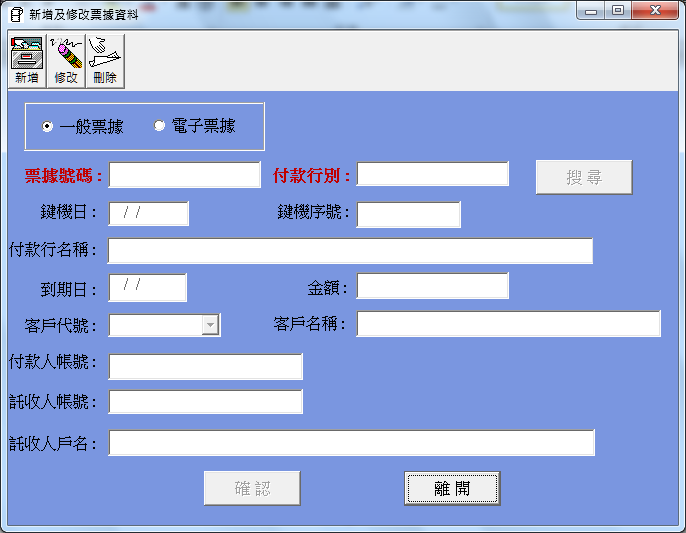 新增及修改票據資料
新增 修改 刪除
一般票據 電子票據
票據號碼： 付款行別： 搜尋
鍵機日： / / 鍵機序號：
付款行名稱：
到期日： / / 金額：
客戶代號： 客戶名稱：
付款人帳號：
託收人帳號：
託收人戶名：
確認 離開